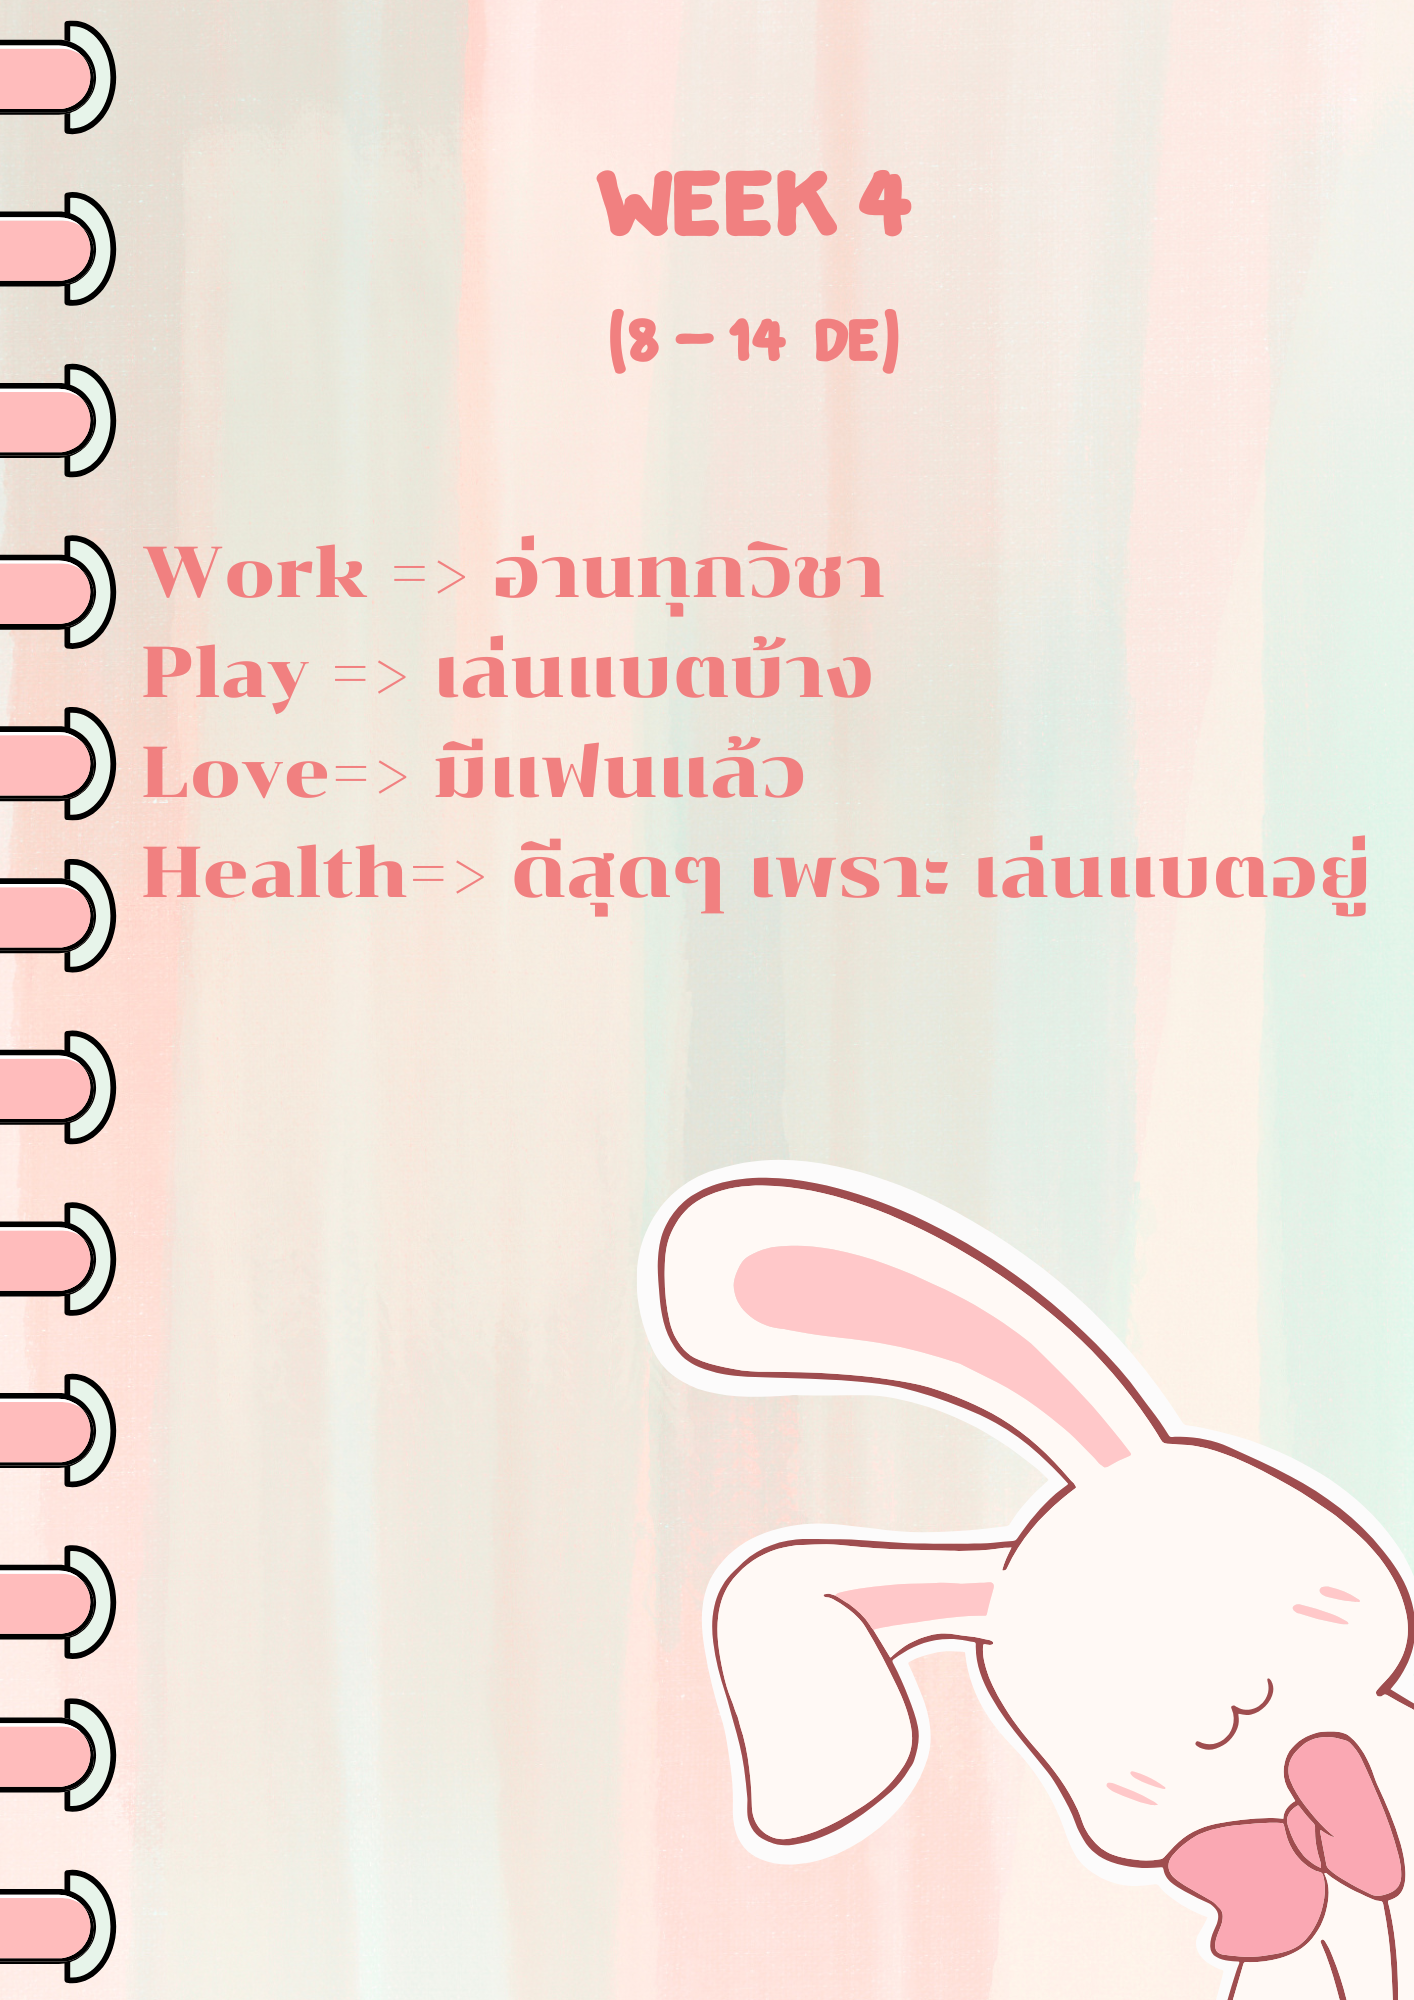 WEEK 4
(8 - 14 DE)
Work => อ่านทุกวิชา
Play => เล่นแบตบ้าง
Love=> มีแฟนแล้ว
Health=> ดีสุดๆ เพราะ เล่นแบตอยู่